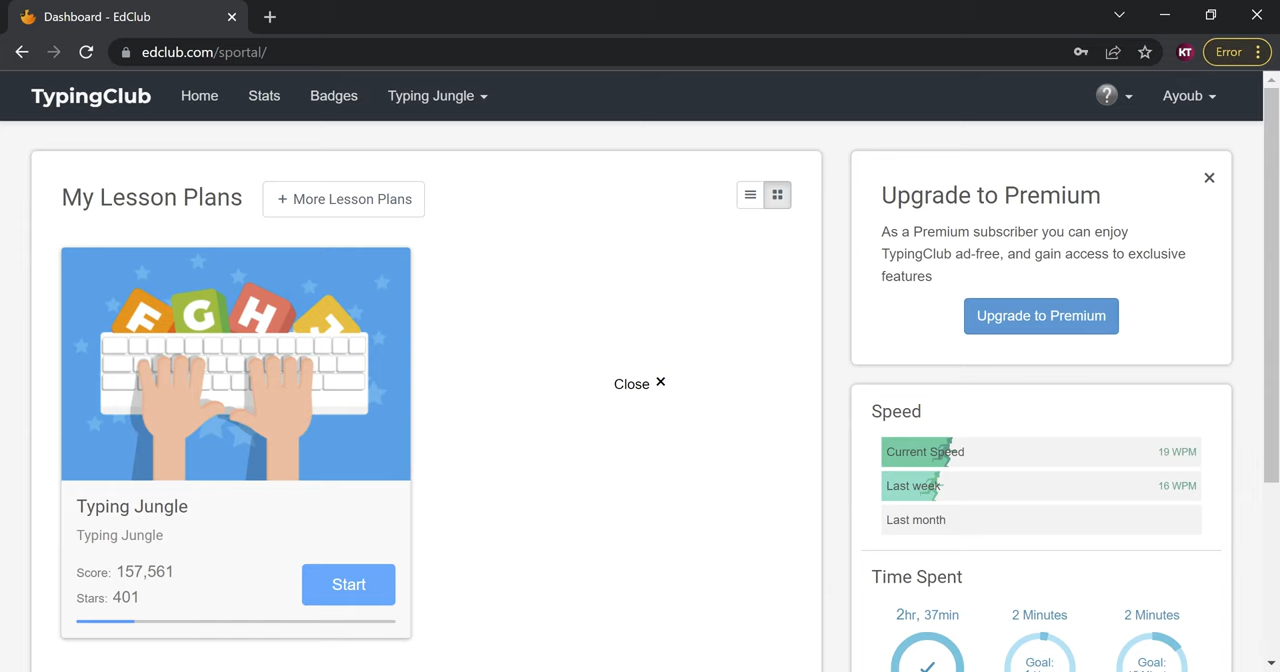 Dashboard - EdClub
edclub.com/sportal/
KT
Error
TypingClub
Home
Stats
Badges
Typing Jungle
?
Ayoub
My Lesson Plans
+ More Lesson Plans
F G H J
Typing Jungle
Typing Jungle
Score: 157,561
Stars: 401
Start
Close ×
Upgrade to Premium
As a Premium subscriber you can enjoy
TypingClub ad-free, and gain access to exclusive
features
Upgrade to Premium
Speed
Current Speed 19 WPM
Last week 16 WPM
Last month
Time Spent
2hr, 37min 2 Minutes 2 Minutes
Goal: Goal: